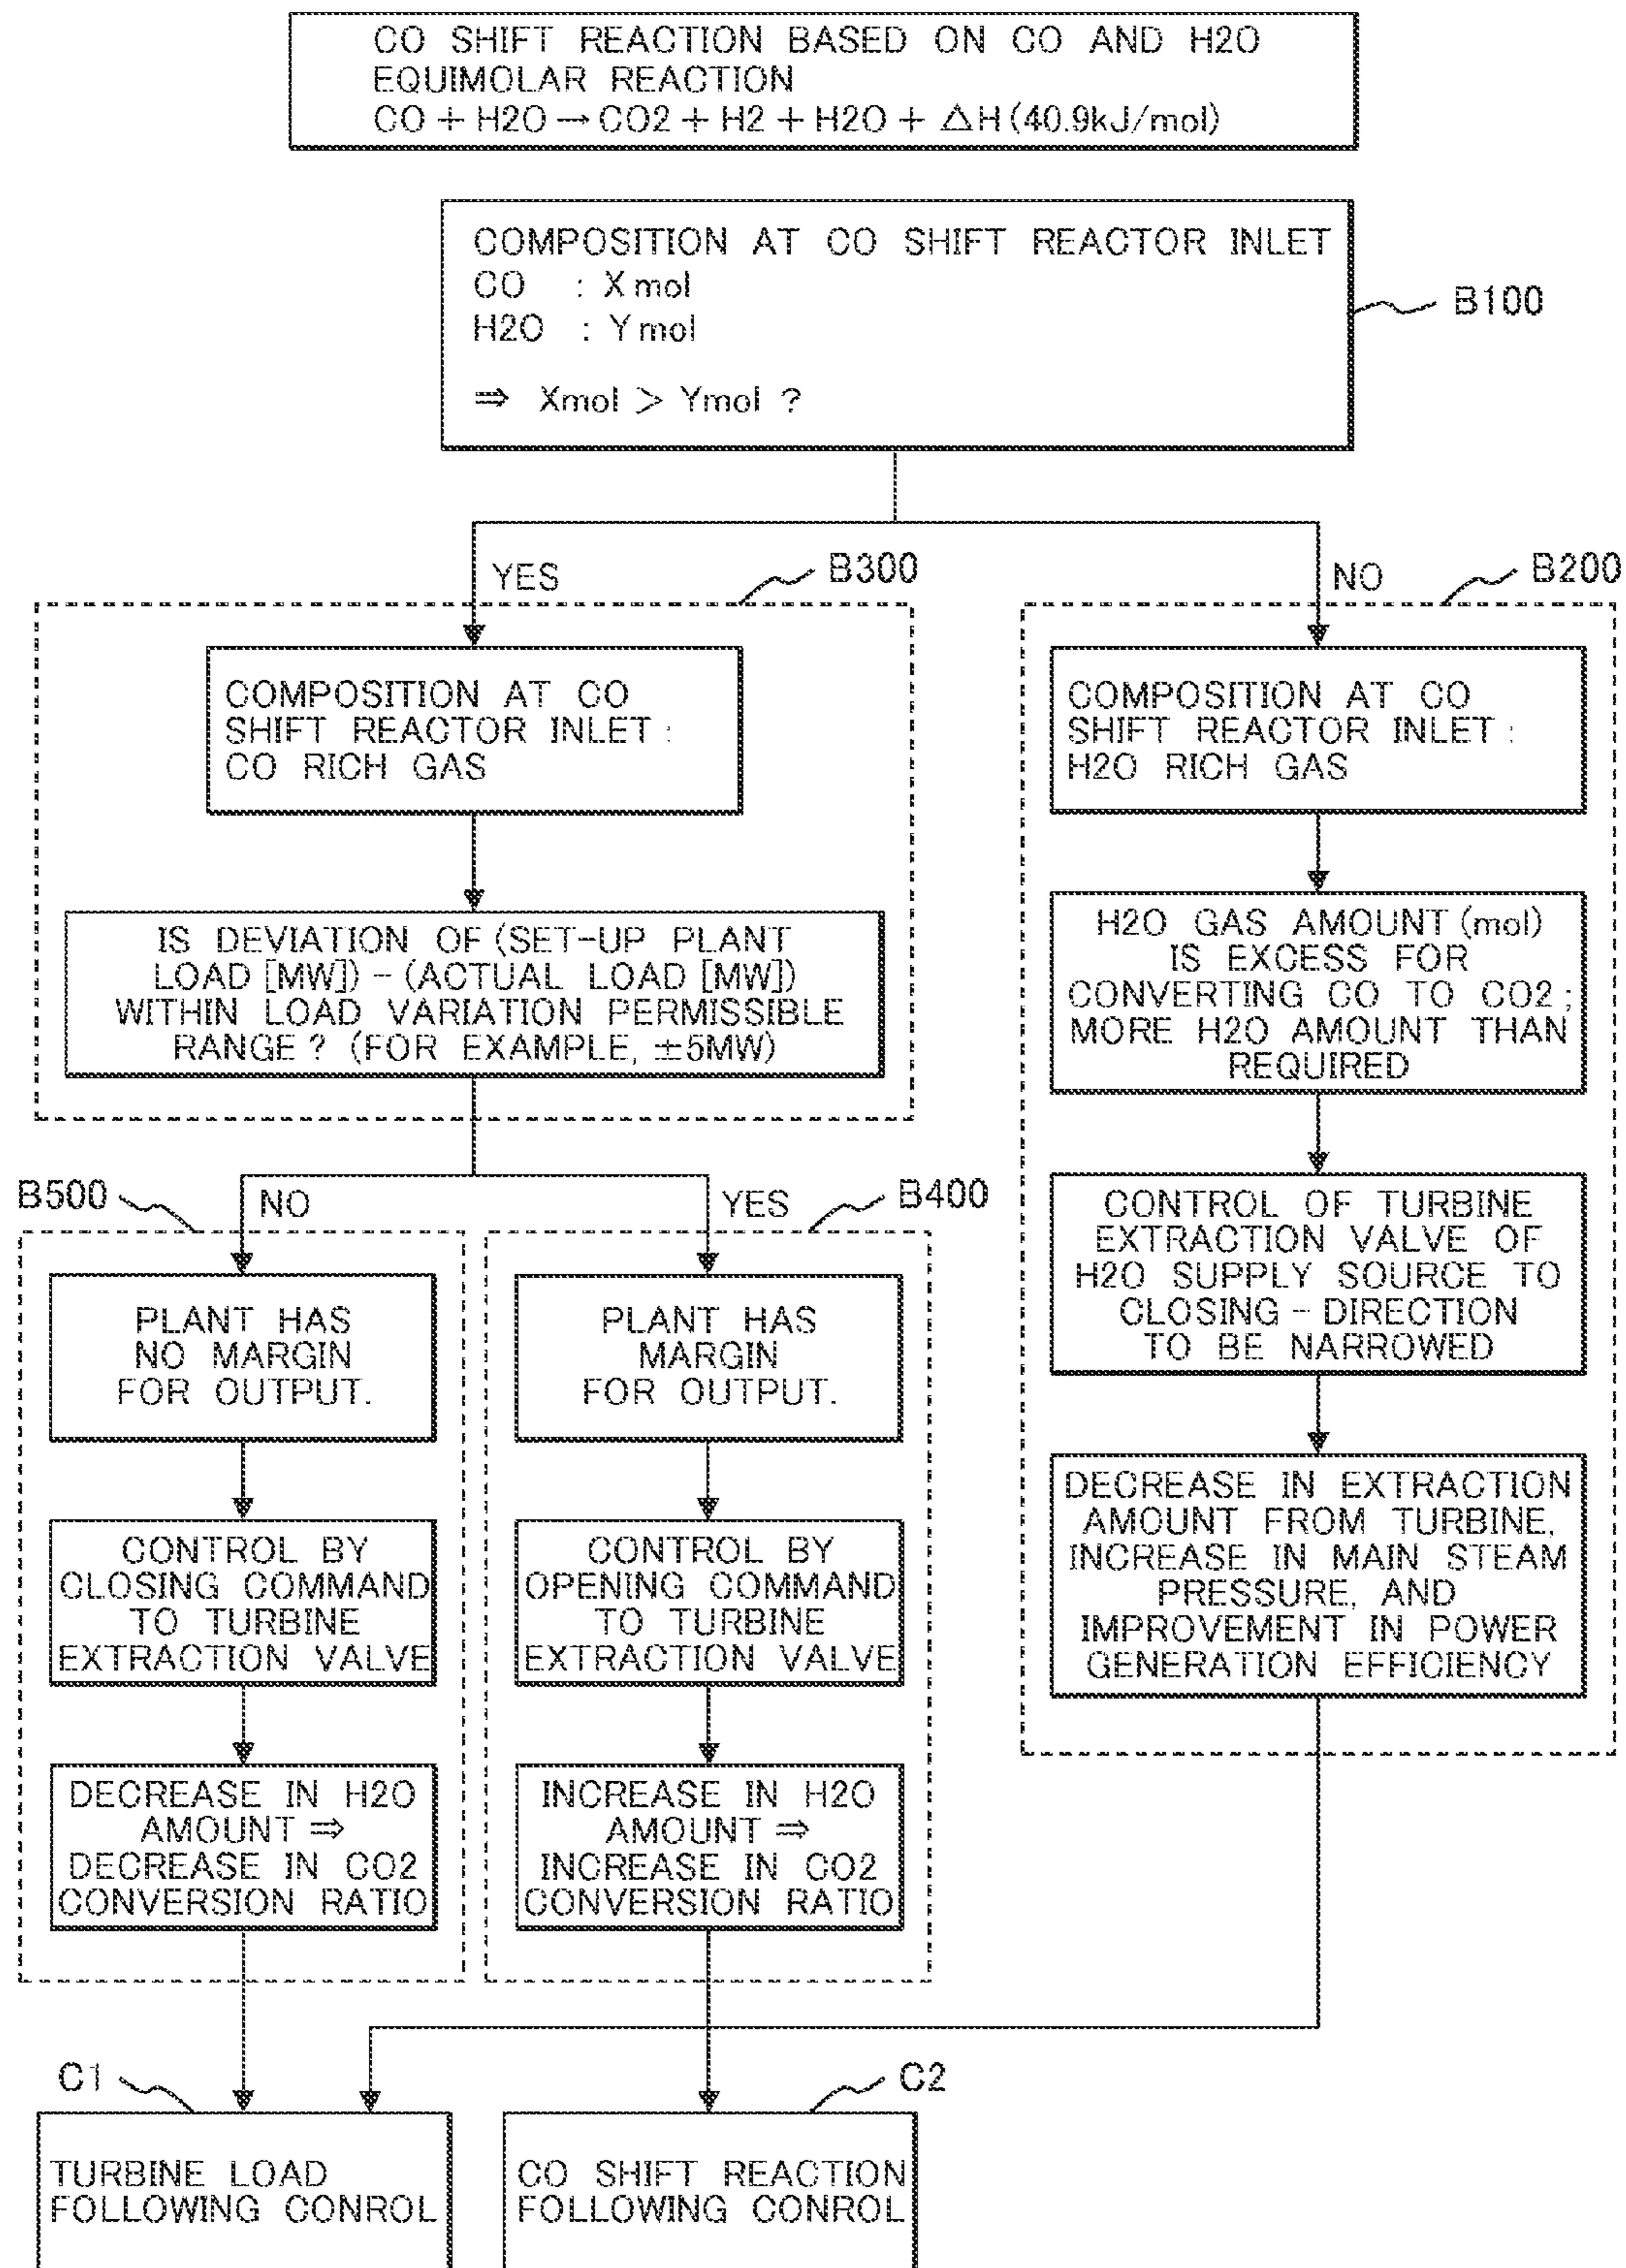 CO SHIFT REACTION BASED ON CO AND H2O
EQUIMOLAR REACTION
CO + H2O → CO2 + H2 + H2O + △H (40.9kJ/mol)
COMPOSITION AT CO SHIFT REACTOR INLET
CO : X mol
H2O : Y mol
⇒ Xmol > Ymol ?
B100
YES
B300
NO
B200
COMPOSITION AT CO
SHIFT REACTOR INLET :
CO RICH GAS
COMPOSITION AT CO
SHIFT REACTOR INLET :
H2O RICH GAS
IS DEVIATION OF (SET-UP PLANT
LOAD [MW]) - (ACTUAL LOAD [MW])
WITHIN LOAD VARIATION PERMISSIBLE
RANGE ? (FOR EXAMPLE, ±5MW)
H2O GAS AMOUNT (mol)
IS EXCESS FOR
CONVERTING CO TO CO2 ;
MORE H2O AMOUNT THAN
REQUIRED
B500
NO
YES
B400
CONTROL OF TURBINE
EXTRACTION VALVE OF
H2O SUPPLY SOURCE TO
CLOSING - DIRECTION
TO BE NARROWED
PLANT HAS
NO MARGIN
FOR OUTPUT.
PLANT HAS
MARGIN
FOR OUTPUT.
DECREASE IN EXTRACTION
AMOUNT FROM TURBINE,
INCREASE IN MAIN STEAM
PRESSURE, AND
IMPROVEMENT IN POWER
GENERATION EFFICIENCY
CONTROL BY
CLOSING COMMAND
TO TURBINE
EXTRACTION VALVE
CONTROL BY
OPENING COMMAND
TO TURBINE
EXTRACTION VALVE
DECREASE IN H2O
AMOUNT ⇒
DECREASE IN CO2
CONVERSION RATIO
INCREASE IN H2O
AMOUNT ⇒
INCREASE IN CO2
CONVERSION RATIO
C1
C2
TURBINE LOAD
FOLLOWING CONROL
CO SHIFT REACTION
FOLLOWING CONROL